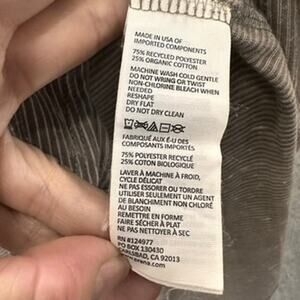 MADE IN USA OF
IMPORTED COMPONENTS
75% RECYCLED POLYESTER
25% ORGANIC COTTON
MACHINE WASH COLD GENTLE
DO NOT WRING OR TWIST
NON-CHLORINE BLEACH WHEN
NEEDED
RESHAPE
DRY FLAT
DO NOT DRY CLEAN
FABRIQUÉ AUX É-U DES
COMPOSANTS IMPORTÉS
75% POLYESTER RECYCLÉ
25% COTON BIOLOGIQUE
LAVER À MACHINE À FROID,
CYCLE DÉLICAT
NE PAS ESSORER OU TORDRE
UTILISER SEULEMENT UN AGENT
DE BLANCHIMENT NON CHLORÉ
AU BESOIN
REMETTRE EN FORME
FAIRE SÉCHER À PLAT
NE PAS NETTOYER À SEC
RN #124977
PO BOX 130430
CARLSBAD, CA 92013
www.prana.com